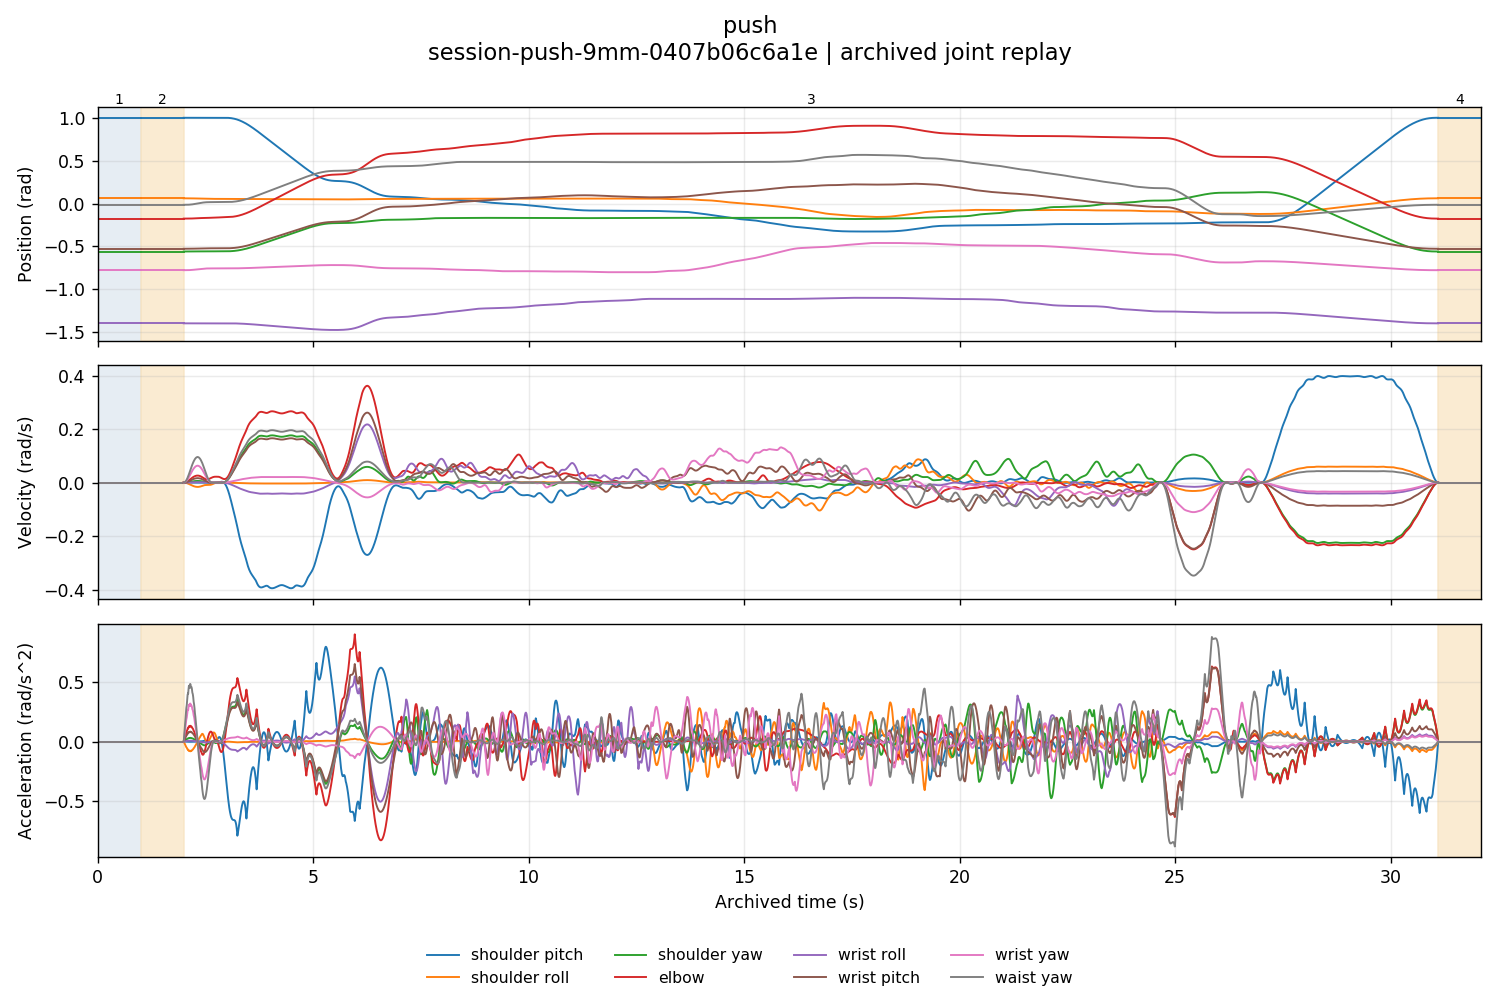 push
session-push-9mm-0407b06c6a1e | archived joint replay
1 2 3 4
1.0
0.5
0.0
−0.5
−1.0
−1.5
Position (rad)
0.4
0.2
0.0
−0.2
−0.4
Velocity (rad/s)
0.5
0.0
−0.5
Acceleration (rad/s^2)
0 5 10 15 20 25 30
Archived time (s)
shoulder pitch shoulder yaw wrist roll wrist yaw
shoulder roll elbow wrist pitch waist yaw